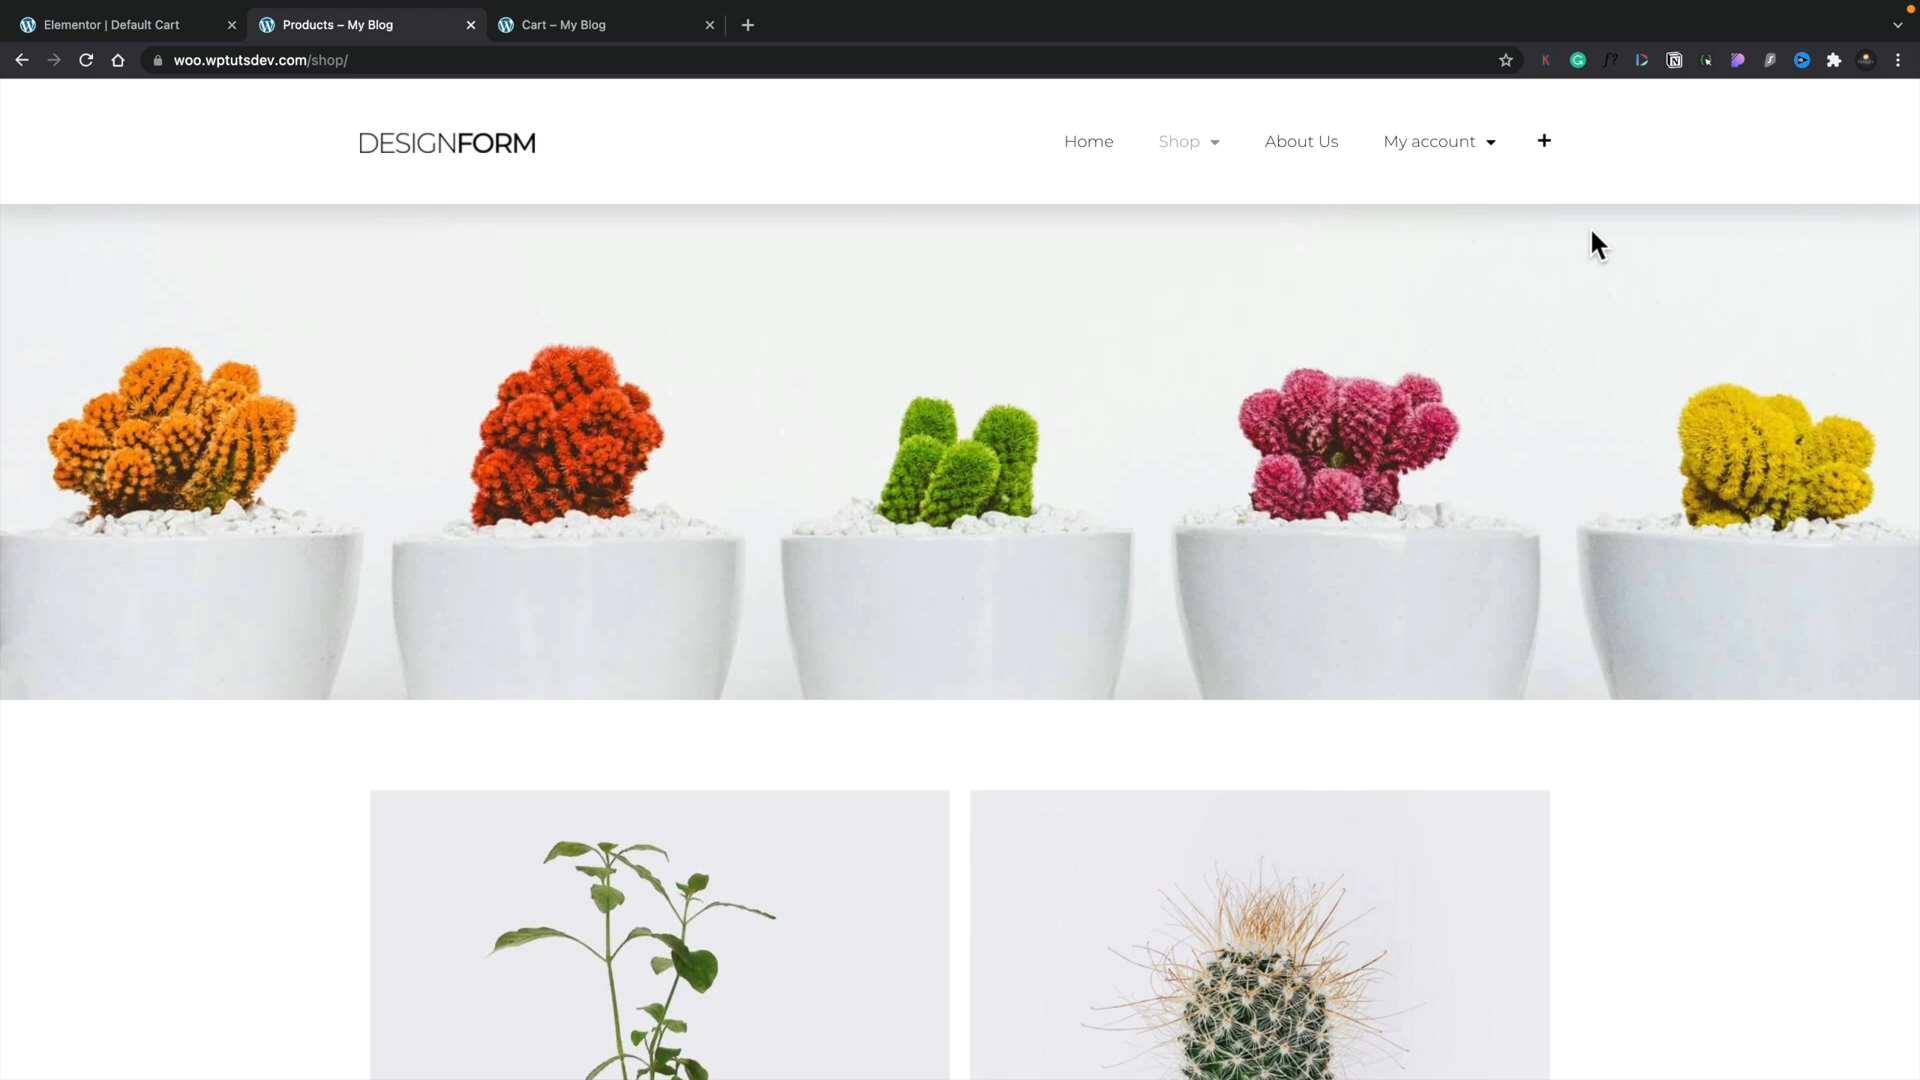 Elementor | Default Cart
Products – My Blog
Cart – My Blog
woo.wptutsdev.com/shop/
DESIGNFORM
Home
Shop
About Us
My account